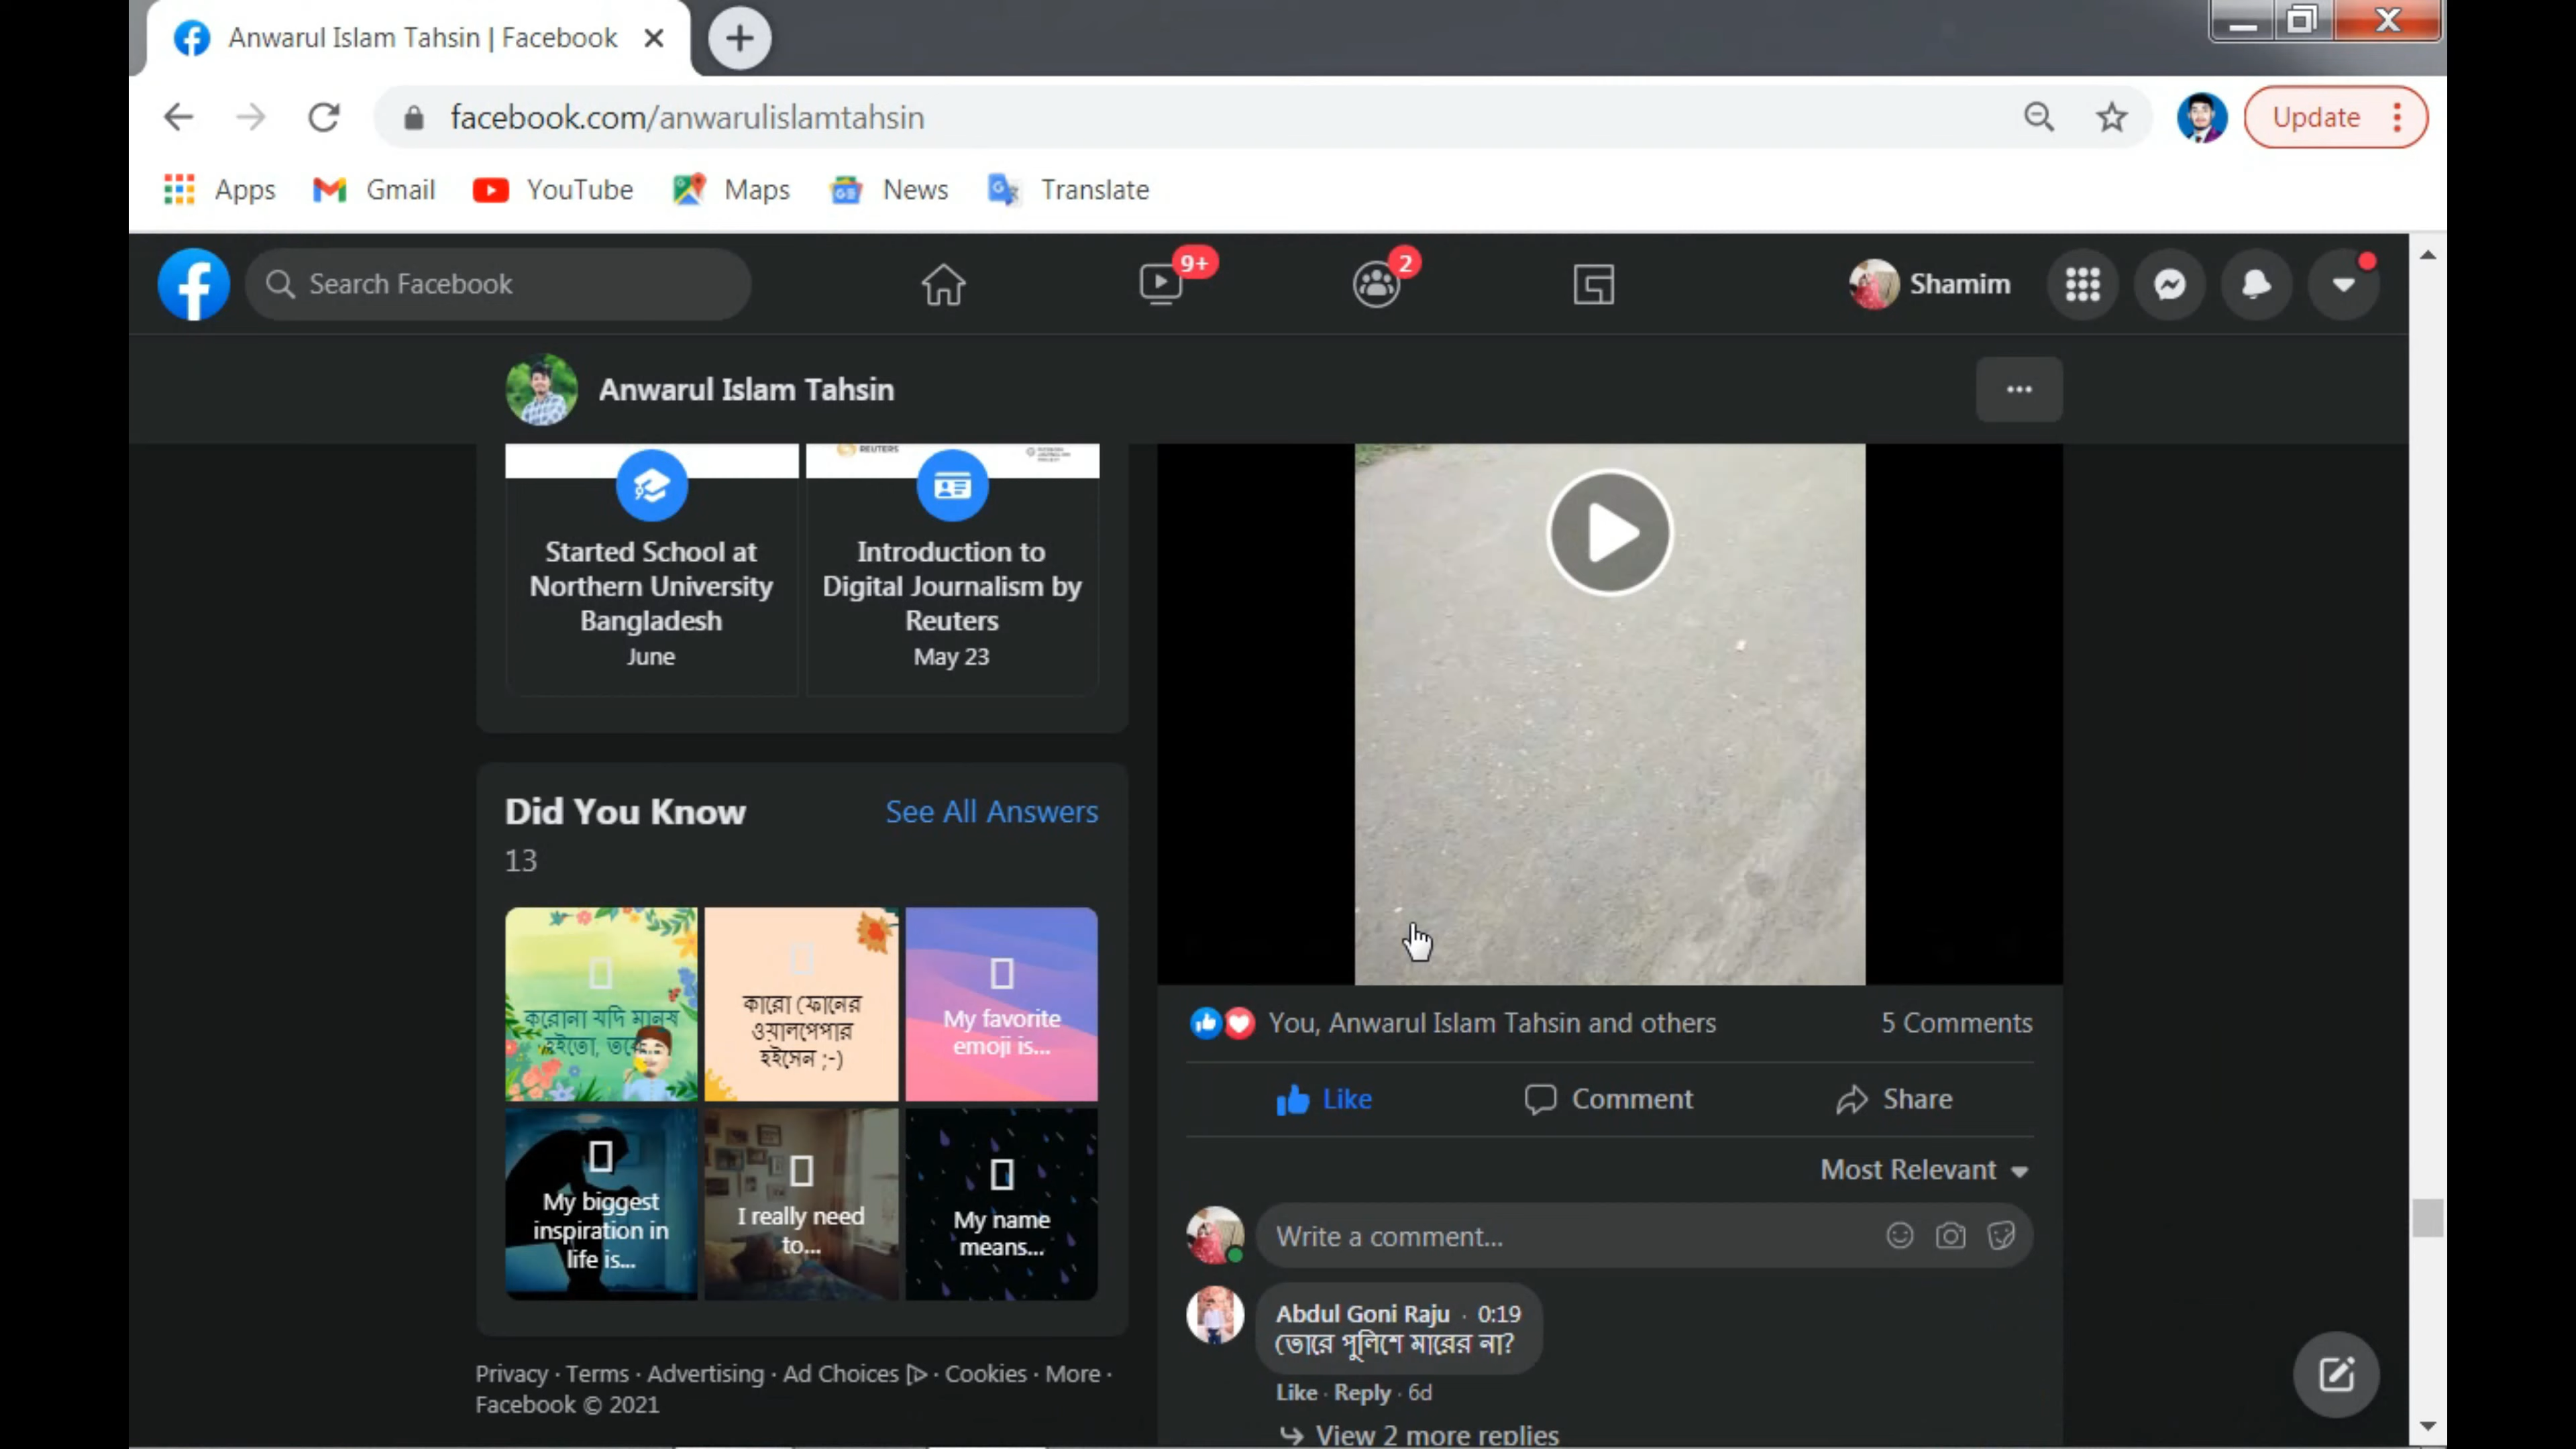 Anwarul Islam Tahsin | Facebook
facebook.com/anwarulislamtahsin
Update
Apps
Gmail
YouTube
Maps
News
Translate
Search Facebook
9+
2
Shamim
Anwarul Islam Tahsin
REUTERS
Started School at
Northern University
Bangladesh
June
Introduction to
Digital Journalism by
Reuters
May 23
Did You Know
See All Answers
13
করোনা যদি মানুষ
হইতো, তবে
কারো ফোনের
ওয়ালপেপার
হইসেন ;-)
My favorite
emoji is...
My biggest
inspiration in
life is...
I really need
to...
My name
means...
Privacy · Terms · Advertising · Ad Choices · Cookies · More ·
Facebook © 2021
You, Anwarul Islam Tahsin and others
5 Comments
Like
Comment
Share
Most Relevant
Write a comment...
Abdul Goni Raju · 0:19
তোরে পুলিশে মারের না?
Like · Reply · 6d
View 2 more replies